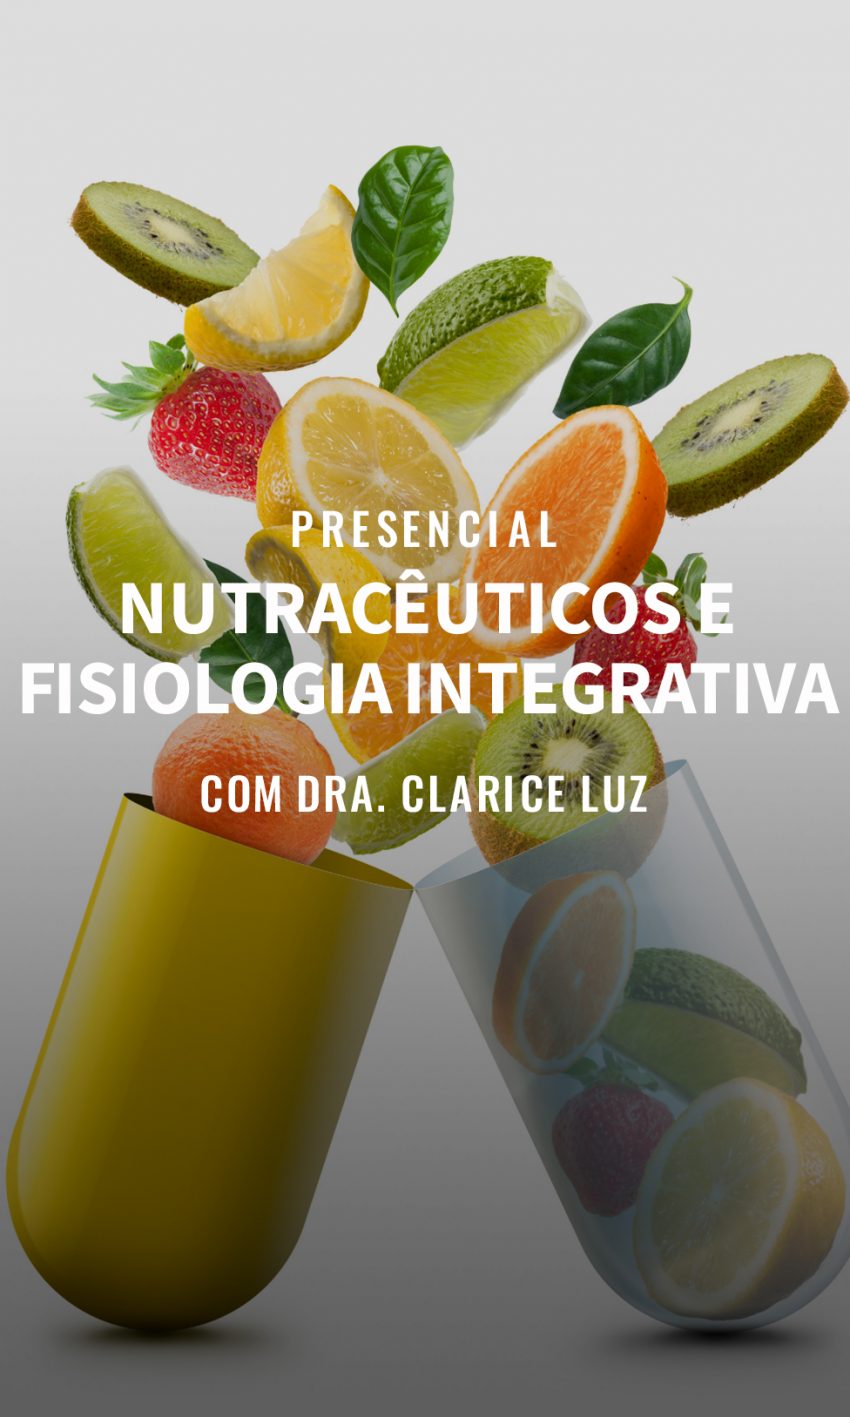 PRESENCIAL
NUTRACÊUTICOS E
FISIOLOGIA INTEGRATIVA
COM DRA. CLARICE LUZ